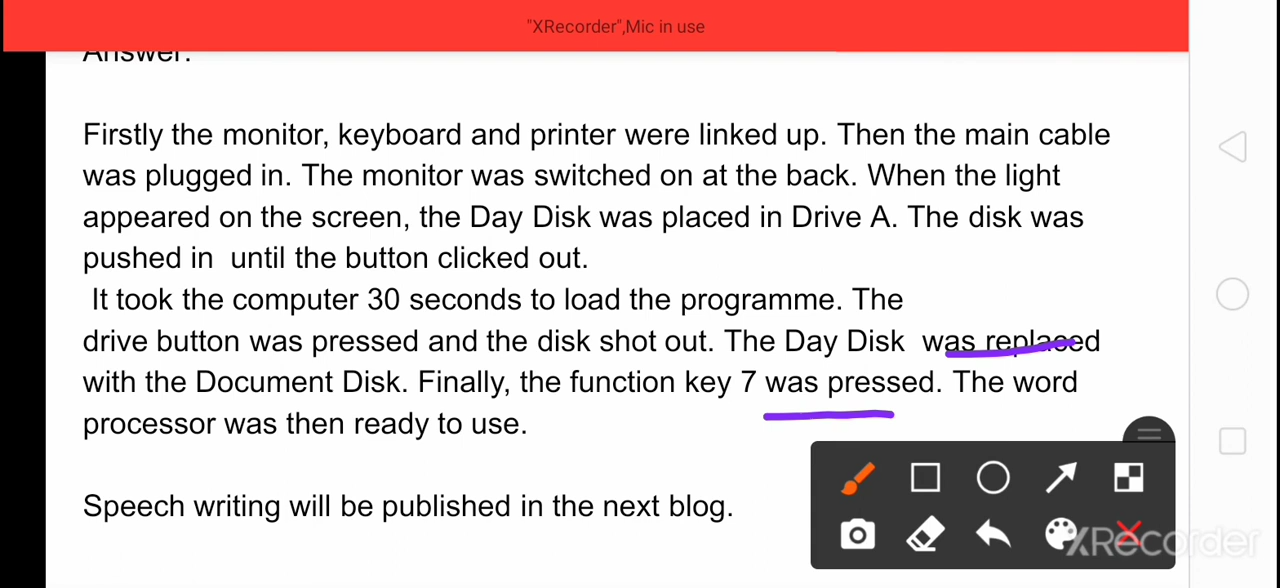 "XRecorder",Mic in use
Answer:
Firstly the monitor, keyboard and printer were linked up. Then the main cable
was plugged in. The monitor was switched on at the back. When the light
appeared on the screen, the Day Disk was placed in Drive A. The disk was
pushed in  until the button clicked out.
It took the computer 30 seconds to load the programme. The
drive button was pressed and the disk shot out. The Day Disk  was replaced
with the Document Disk. Finally, the function key 7 was pressed. The word
processor was then ready to use.
Speech writing will be published in the next blog.
XRecorder